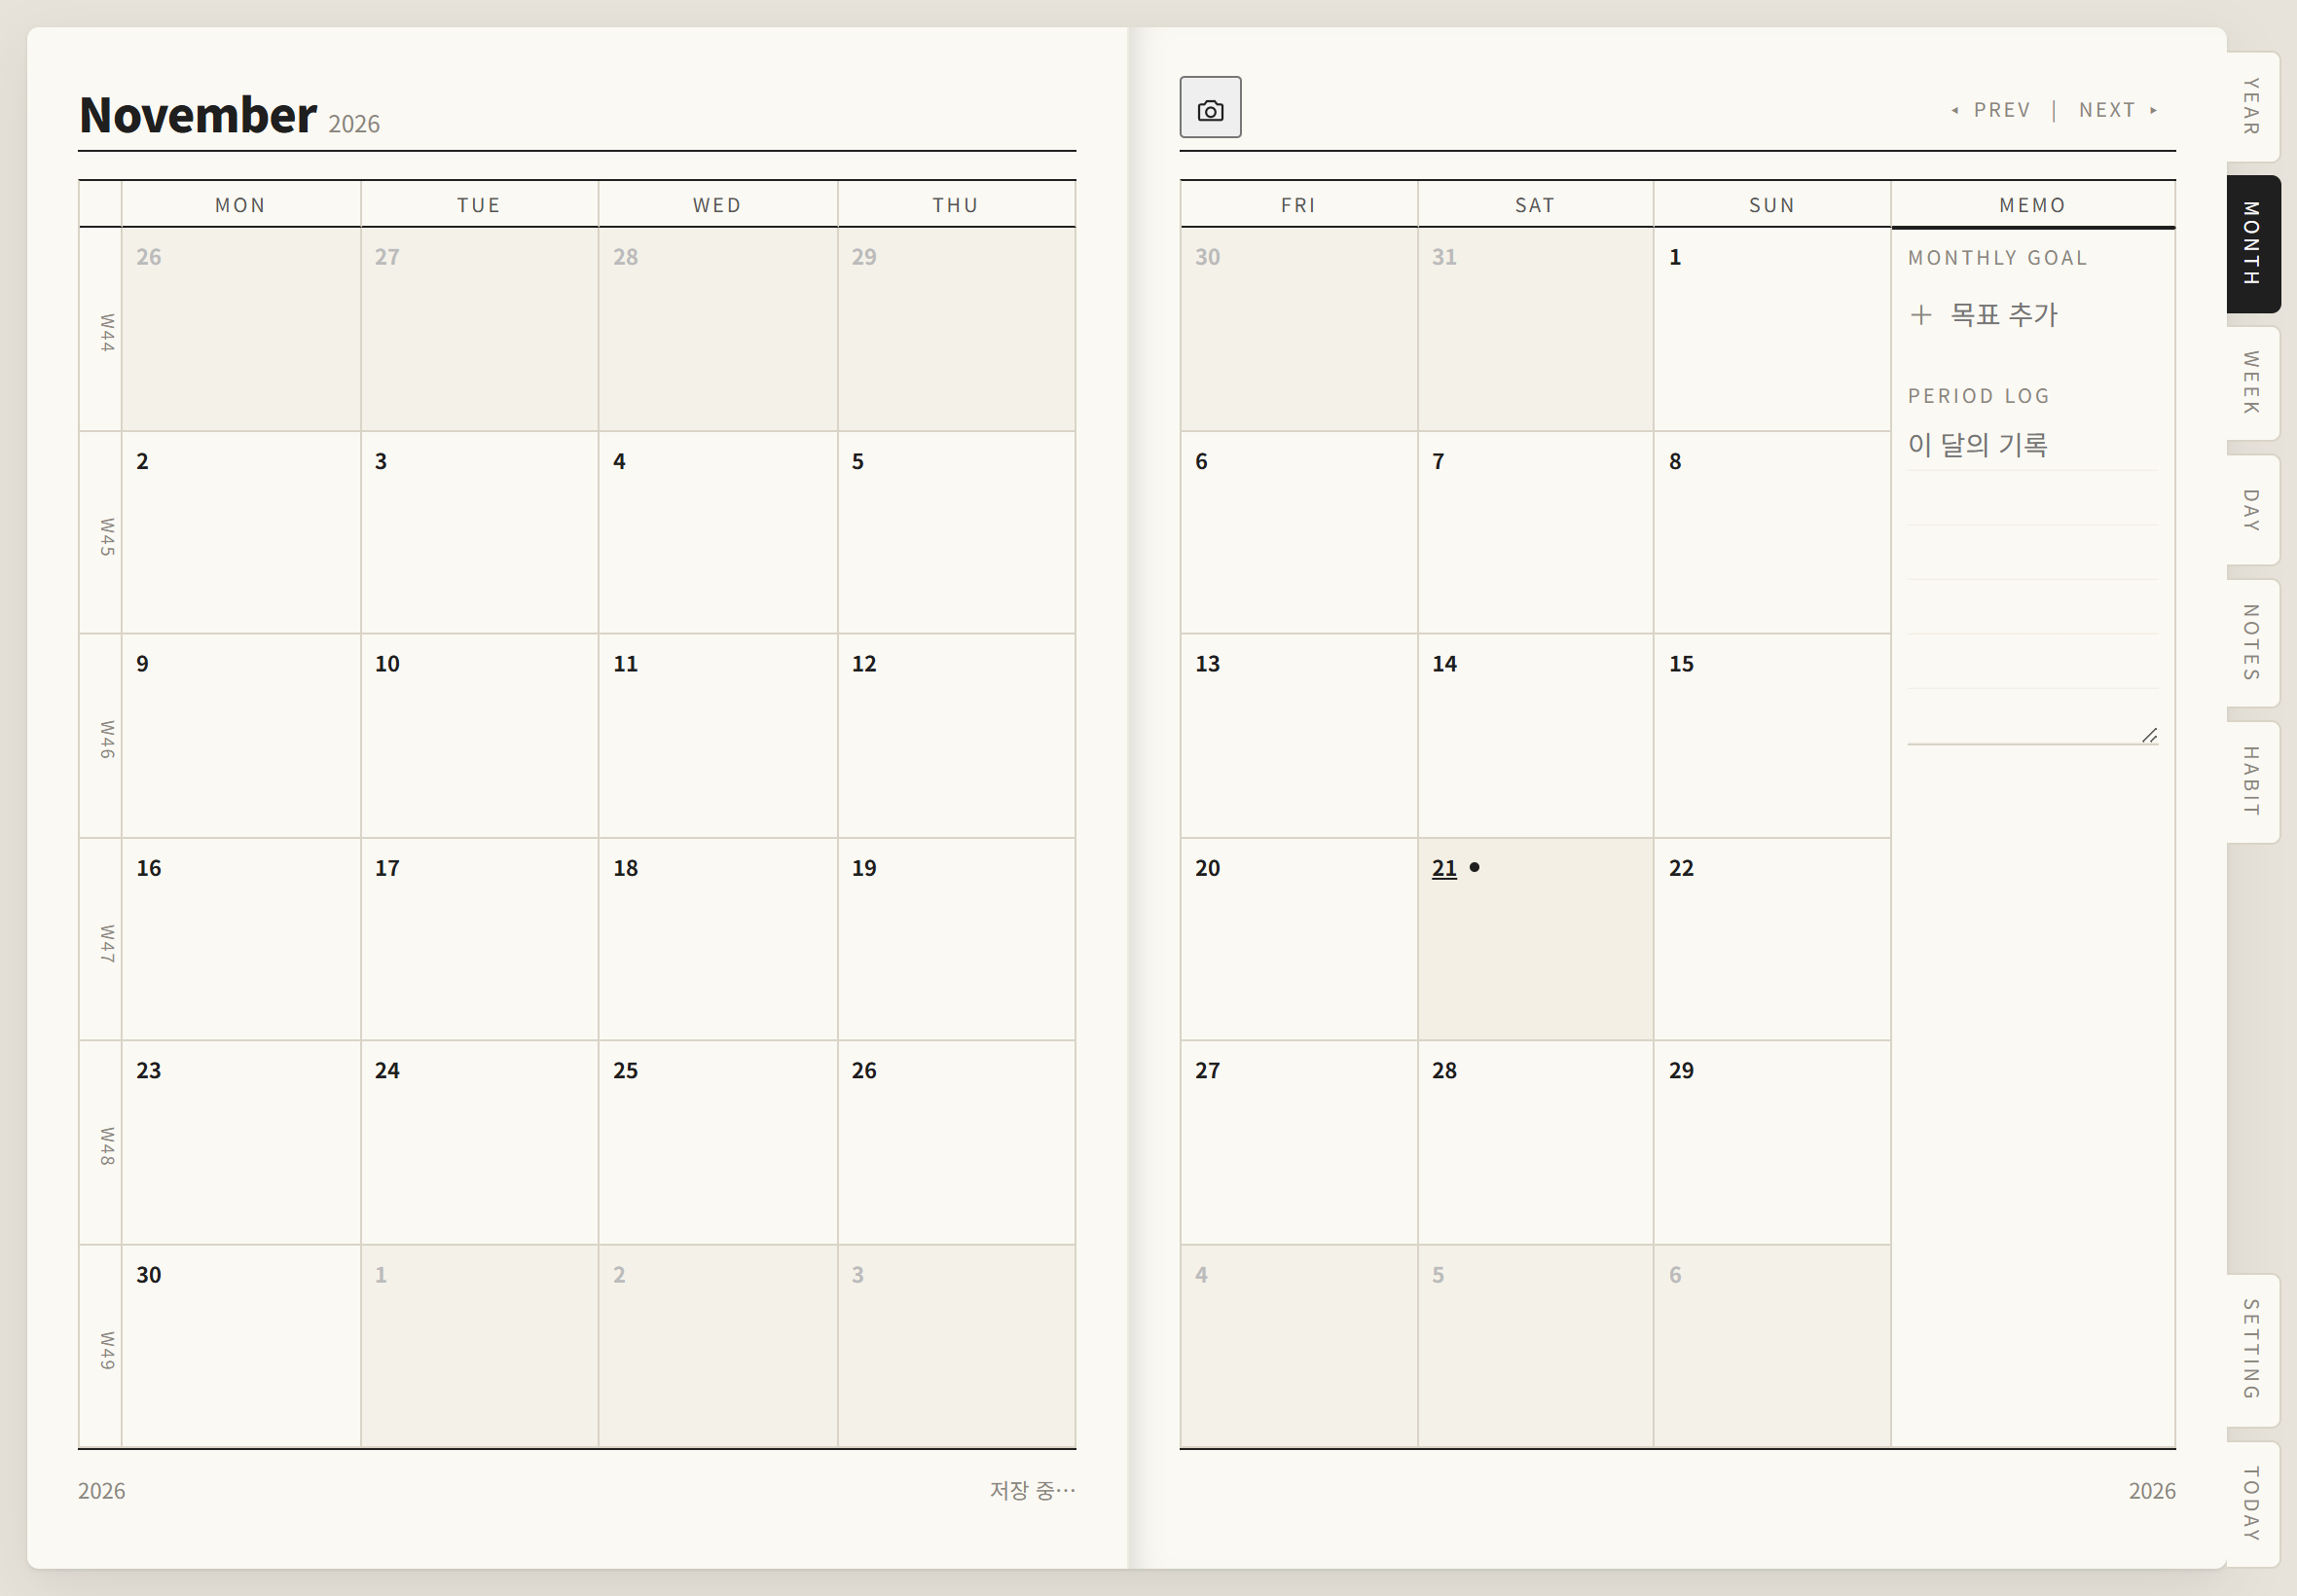 November 2026
◂ PREV | NEXT ▸
MON TUE WED THU FRI SAT SUN MEMO
W44 26 27 28 29 30 31 1
W45 2 3 4 5 6 7 8
W46 9 10 11 12 13 14 15
W47 16 17 18 19 20 21 22
W48 23 24 25 26 27 28 29
W49 30 1 2 3 4 5 6
MONTHLY GOAL
+ 목표 추가
PERIOD LOG
이 달의 기록
2026 저장 중…
2026
YEAR
MONTH
WEEK
DAY
NOTES
HABIT
SETTING
TODAY